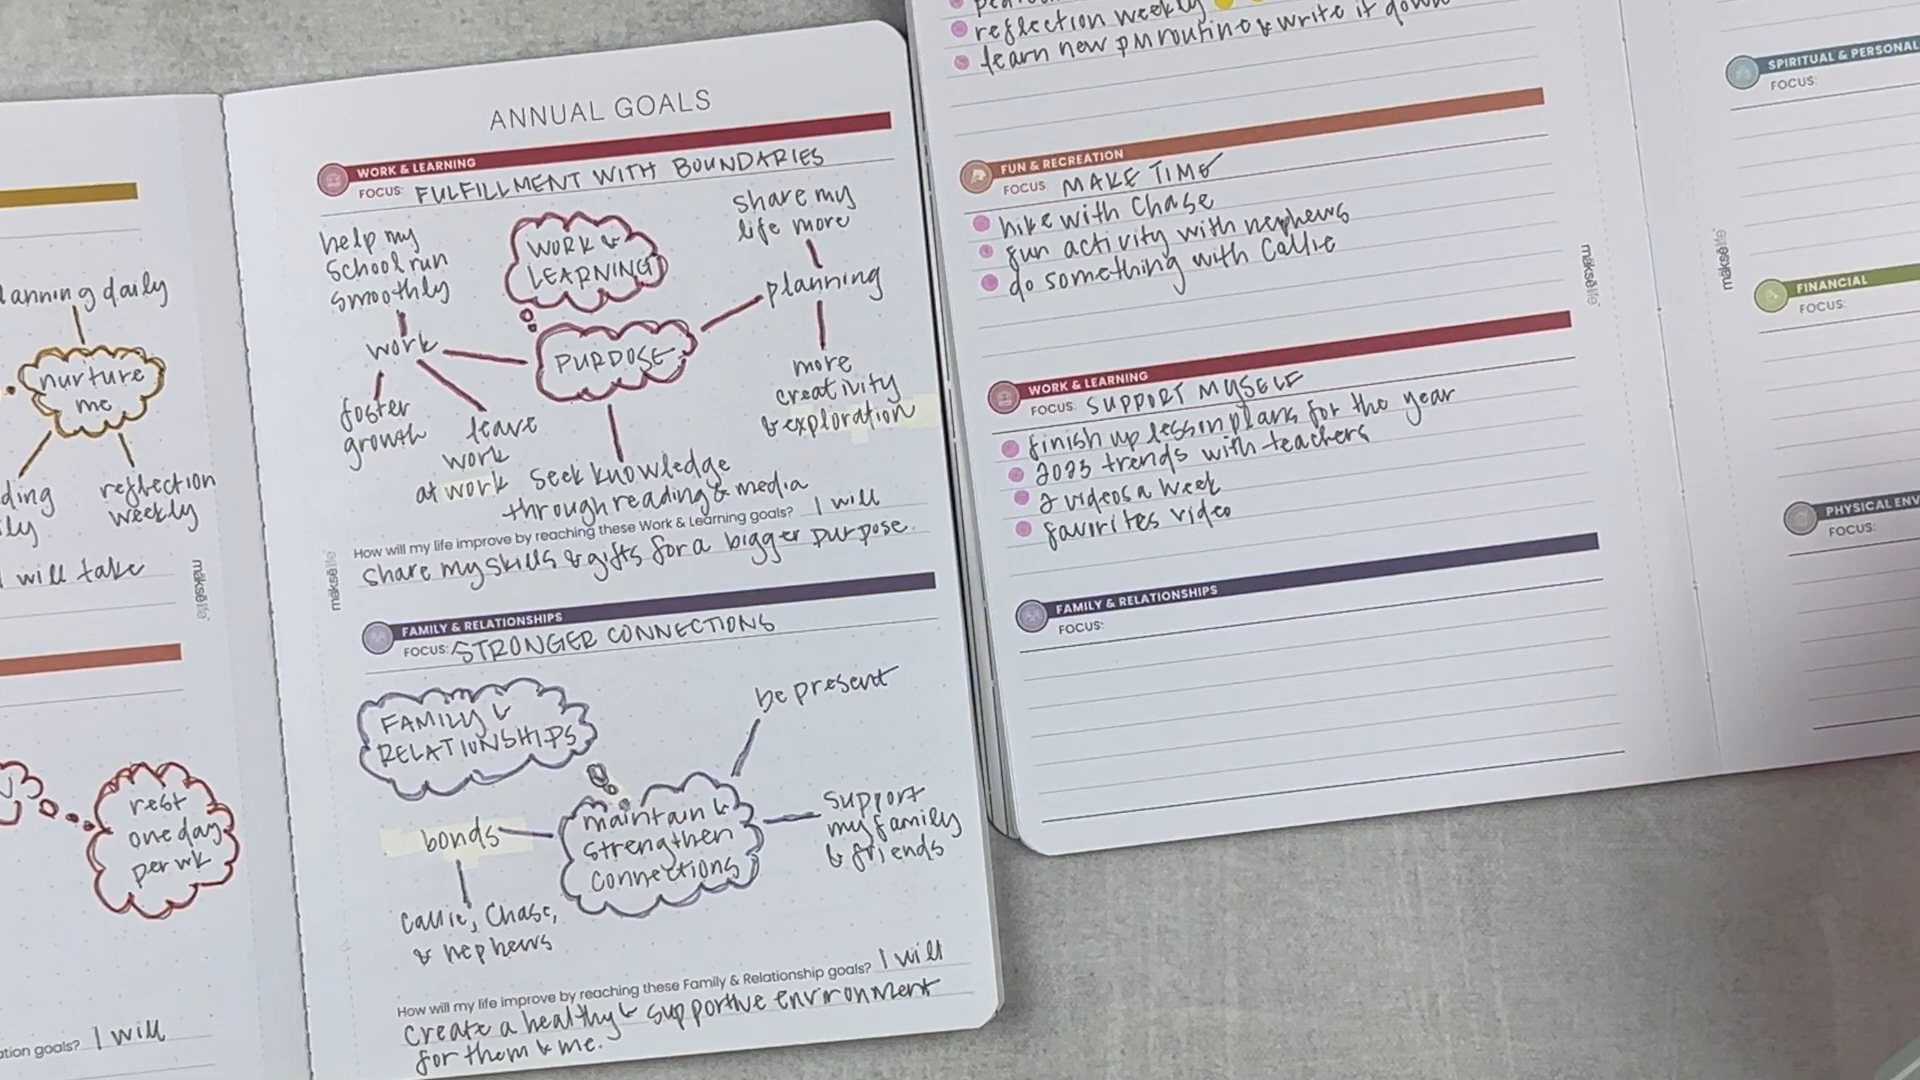 lanning daily
nurture
me
reflection
weekly
I will take
mäkselife
rest
one day
per wk
ation goals? I will
ANNUAL GOALS
WORK & LEARNING
FOCUS: FULFILLMENT WITH BOUNDARIES
help my
school run
smoothly
WORK &
LEARNING
share my
life more
work
PURPOSE
planning
foster
growth
leave
work
at work
more
creativity
& exploration
seek knowledge
through reading & media
How will my life improve by reaching these Work & Learning goals? I will
share my skills & gifts for a bigger purpose.
mäkselife
FAMILY & RELATIONSHIPS
FOCUS: STRONGER CONNECTIONS
FAMILY &
RELATIONSHIPS
be present
bonds
maintain &
strengthen
connections
support
my family
& friends
Callie, Chase,
& nephews
How will my life improve by reaching these Family & Relationship goals? I will
create a healthy & supportive environment
for them & me.
reflection weekly
learn new pm routine & write it down
FUN & RECREATION
FOCUS: MAKE TIME
hike with Chase
fun activity with nephews
do something with Callie
mäkselife
WORK & LEARNING
FOCUS: SUPPORT MYSELF
finish up lesson plans for the year
2023 trends with teachers
2 videos a week
favorites video
FAMILY & RELATIONSHIPS
FOCUS:
SPIRITUAL & PERSONAL
FOCUS:
mäkselife
FINANCIAL
FOCUS:
PHYSICAL ENV
FOCUS: